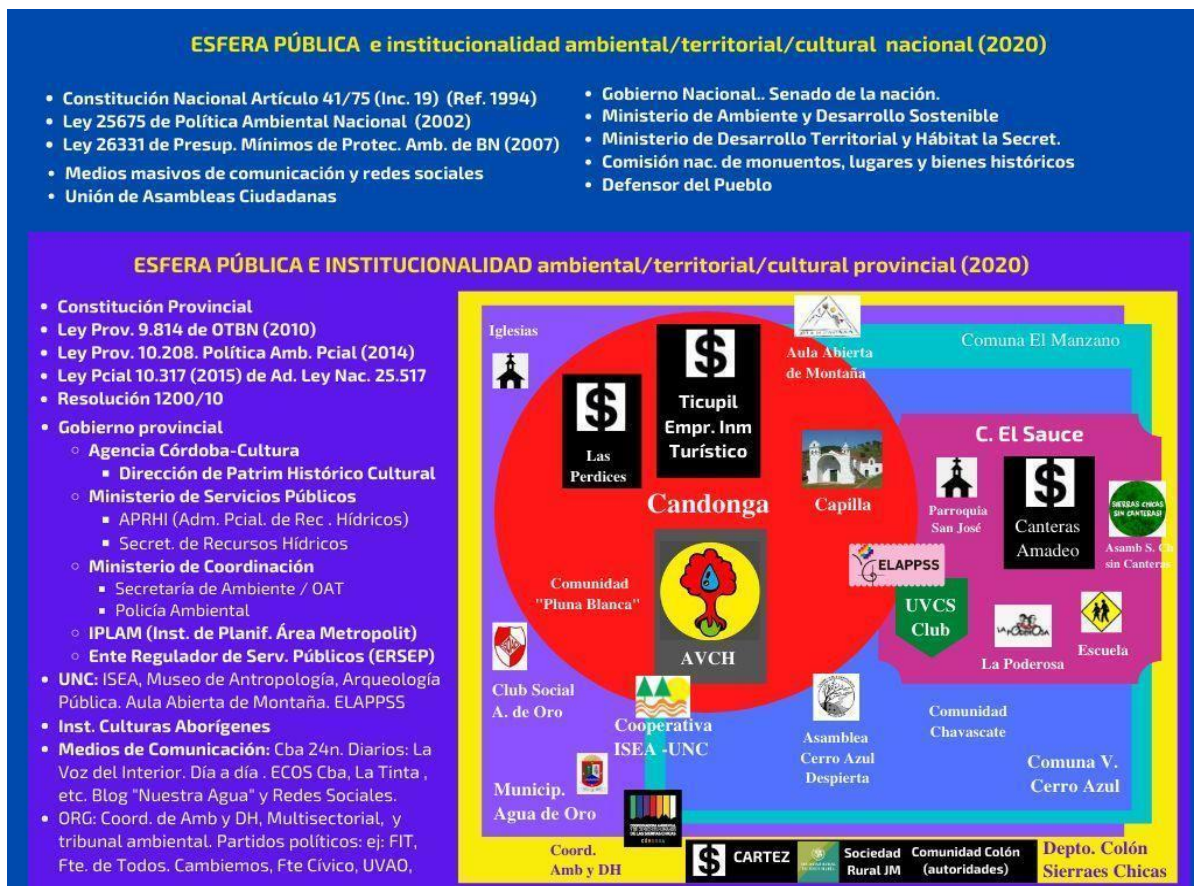 ESFERA PÚBLICA e institucionalidad ambiental/territorial/cultural nacional (2020)
• Constitución Nacional Artículo 41/75 (Inc. 19) (Ref. 1994)
• Ley 25675 de Política Ambiental Nacional (2002)
• Ley 26331 de Presup. Mínimos de Protec. Amb. de BN (2007)
• Medios masivos de comunicación y redes sociales
• Unión de Asambleas Ciudadanas
• Gobierno Nacional.. Senado de la nación.
• Ministerio de Ambiente y Desarrollo Sostenible
• Ministerio de Desarrollo Territorial y Hábitat la Secret.
• Comisión nac. de monuentos, lugares y bienes históricos
• Defensor del Pueblo
ESFERA PÚBLICA E INSTITUCIONALIDAD ambiental/territorial/cultural provincial (2020)
• Constitución Provincial
• Ley Prov. 9.814 de OTBN (2010)
• Ley Prov. 10.208. Política Amb. Pcial (2014)
• Ley Pcial 10.317 (2015) de Ad. Ley Nac. 25.517
• Resolución 1200/10
• Gobierno provincial
◦ Agencia Córdoba-Cultura
▪ Dirección de Patrim Histórico Cultural
◦ Ministerio de Servicios Públicos
▪ APRHI (Adm. Pcial. de Rec . Hídricos)
▪ Secret. de Recursos Hídricos
◦ Ministerio de Coordinación
▪ Secretaría de Ambiente / OAT
▪ Policía Ambiental
◦ IPLAM (Inst. de Planif. Área Metropolit)
◦ Ente Regulador de Serv. Públicos (ERSEP)
• UNC: ISEA, Museo de Antropología, Arqueología
Pública. Aula Abierta de Montaña. ELAPPSS
• Inst. Culturas Aborígenes
• Medios de Comunicación: Cba 24n. Diarios: La
Voz del Interior. Día a día . ECOS Cba, La Tinta ,
etc. Blog "Nuestra Agua" y Redes Sociales.
• ORG: Coord. de Amb y DH, Multisectorial, y
tribunal ambiental. Partidos políticos: ej: FIT,
Fte. de Todos. Cambiemos, Fte Cívico, UVAO,
Iglesias
$
Las
Perdices
$
Ticupil
Empr. Inm
Turístico
Aula Abierta
de Montaña
Comuna El Manzano
Candonga
Capilla
Comunidad
"Pluna Blanca"
AVCH
C. El Sauce
Parroquia
San José
$
Canteras
Amadeo
SIERRAS CHICAS
SIN CANTERAS!
Asamb S. Ch
sin Canteras
ELAPPSS
UVCS
Club
LA PODEROSA
La Poderosa
Escuela
Club Social
A. de Oro
Cooperativa
ISEA -UNC
Asamblea
Cerro Azul
Despierta
Comunidad
Chavascate
Comuna V.
Cerro Azul
Municip.
Agua de Oro
Coord.
Amb y DH
$
CARTEZ
Sociedad
Rural JM
Comunidad Colón
(autoridades)
Depto. Colón
Sierraes Chicas